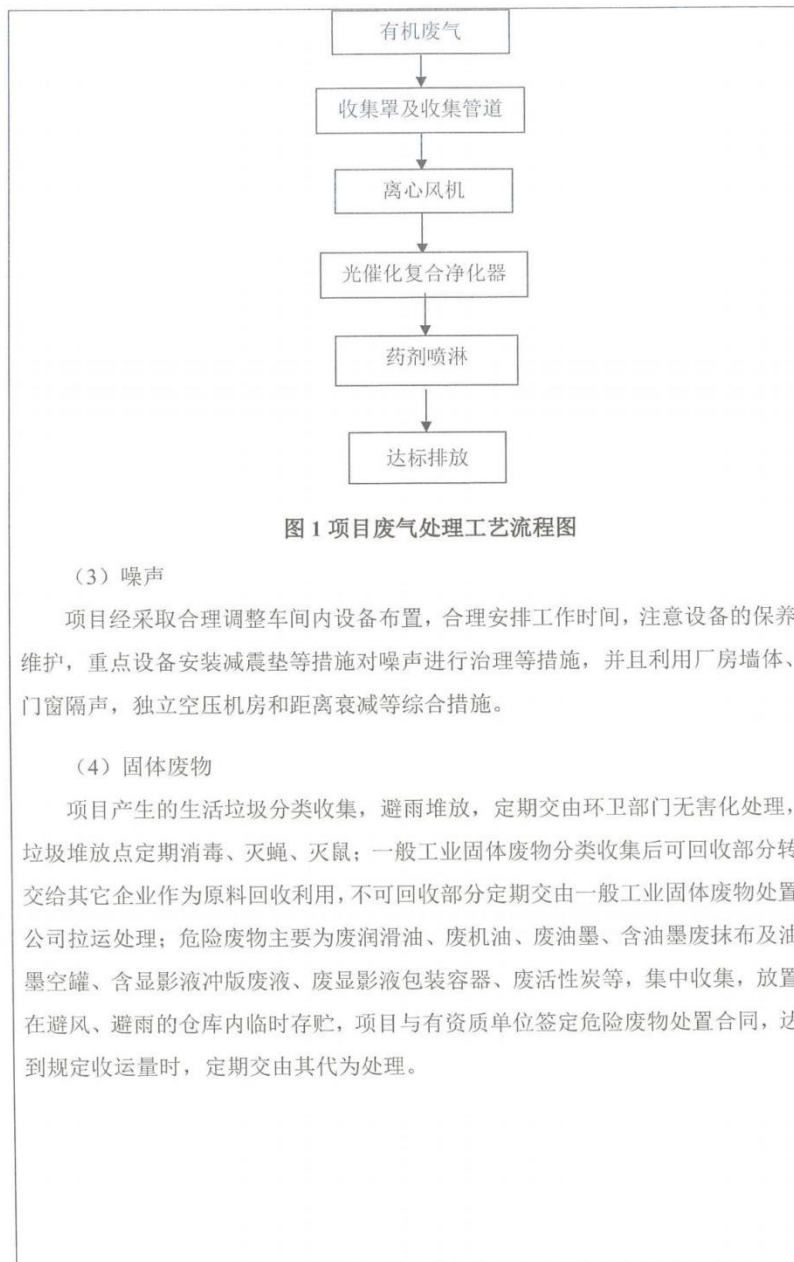 有机废气
收集罩及收集管道
离心风机
光催化复合净化器
药剂喷淋
达标排放
图 1 项目废气处理工艺流程图
（3）噪声
项目经采取合理调整车间内设备布置，合理安排工作时间，注意设备的保养
维护，重点设备安装减震垫等措施对噪声进行治理等措施，并且利用厂房墙体、
门窗隔声，独立空压机房和距离衰减等综合措施。
（4）固体废物
项目产生的生活垃圾分类收集，避雨堆放，定期交由环卫部门无害化处理，
垃圾堆放点定期消毒、灭蝇、灭鼠；一般工业固体废物分类收集后可回收部分转
交给其它企业作为原料回收利用，不可回收部分定期交由一般工业固体废物处置
公司拉运处理；危险废物主要为废润滑油、废机油、废油墨、含油墨废抹布及油
墨空罐、含显影液冲版废液、废显影液包装容器、废活性炭等，集中收集，放置
在避风、避雨的仓库内临时存贮，项目与有资质单位签定危险废物处置合同，达
到规定收运量时，定期交由其代为处理。